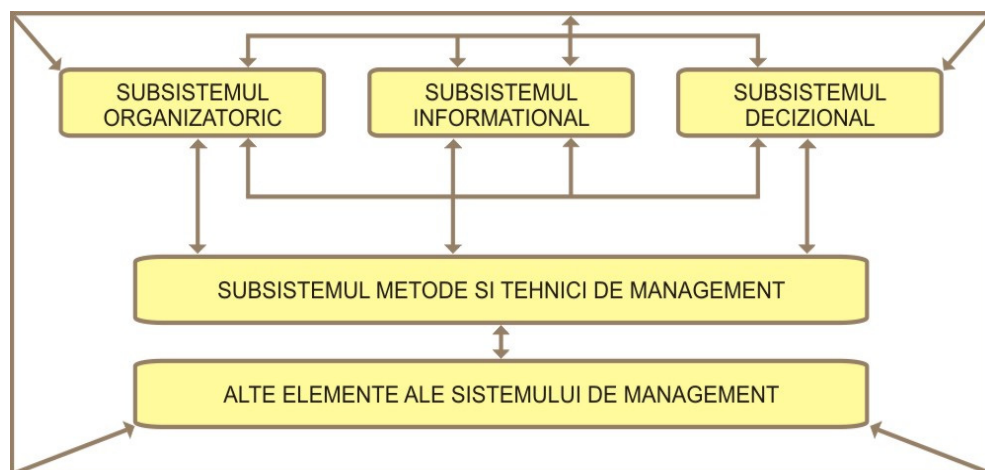 SUBSISTEMUL
ORGANIZATORIC
SUBSISTEMUL
INFORMATIONAL
SUBSISTEMUL
DECIZIONAL
SUBSISTEMUL METODE SI TEHNICI DE MANAGEMENT
ALTE ELEMENTE ALE SISTEMULUI DE MANAGEMENT